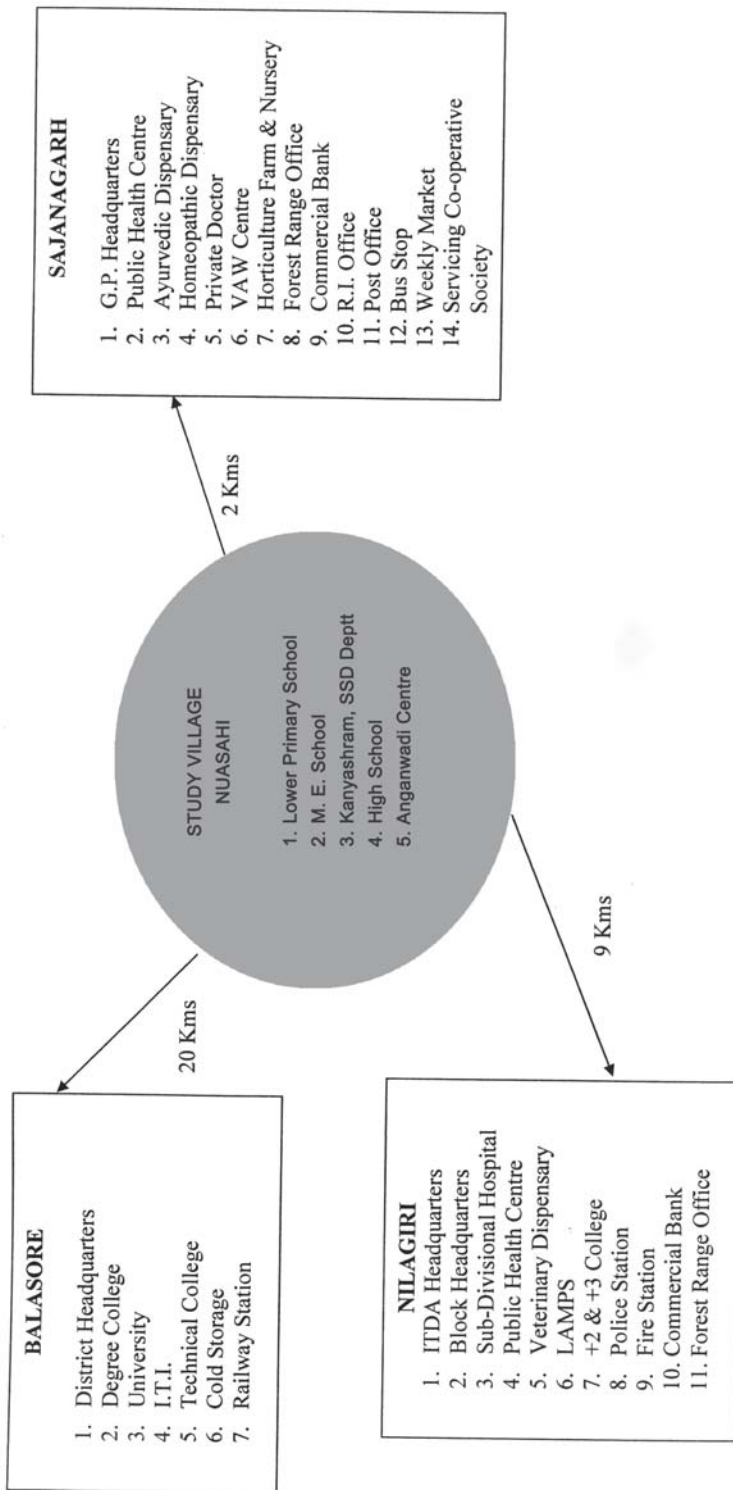 BALASORE
1. District Headquarters
2. Degree College
3. University
4. I.T.I.
5. Technical College
6. Cold Storage
7. Railway Station
20 Kms
SAJANAGARH
1. G.P. Headquarters
2. Public Health Centre
3. Ayurvedic Dispensary
4. Homeopathic Dispensary
5. Private Doctor
6. VAW Centre
7. Horticulture Farm & Nursery
8. Forest Range Office
9. Commercial Bank
10. R.I. Office
11. Post Office
12. Bus Stop
13. Weekly Market
14. Servicing Co-operative
Society
2 Kms
STUDY VILLAGE
NUASAHI
1. Lower Primary School
2. M. E. School
3. Kanyashram, SSD Deptt
4. High School
5. Anganwadi Centre
9 Kms
NILAGIRI
1. ITDA Headquarters
2. Block Headquarters
3. Sub-Divisional Hospital
4. Public Health Centre
5. Veterinary Dispensary
6. LAMPS
7. +2 & +3 College
8. Police Station
9. Fire Station
10. Commercial Bank
11. Forest Range Office